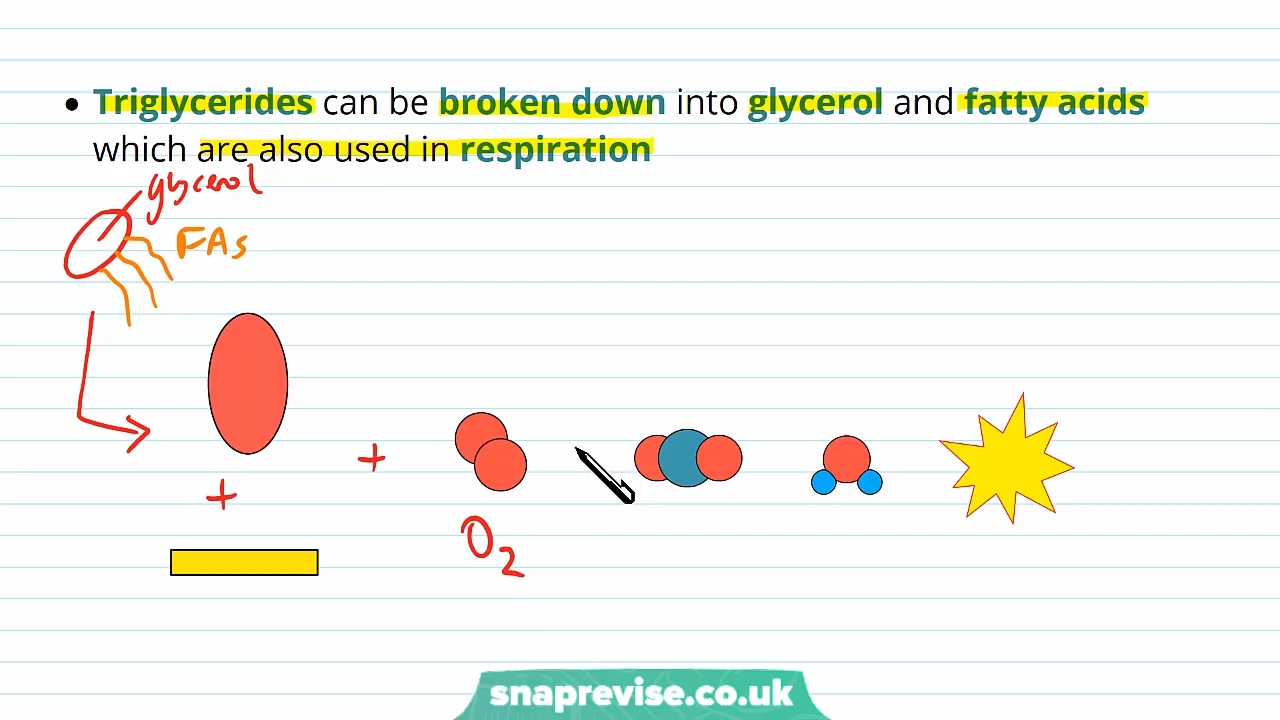 • Triglycerides can be broken down into glycerol and fatty acids
which are also used in respiration
glycerol
FAs
+
+
O2
snaprevise.co.uk